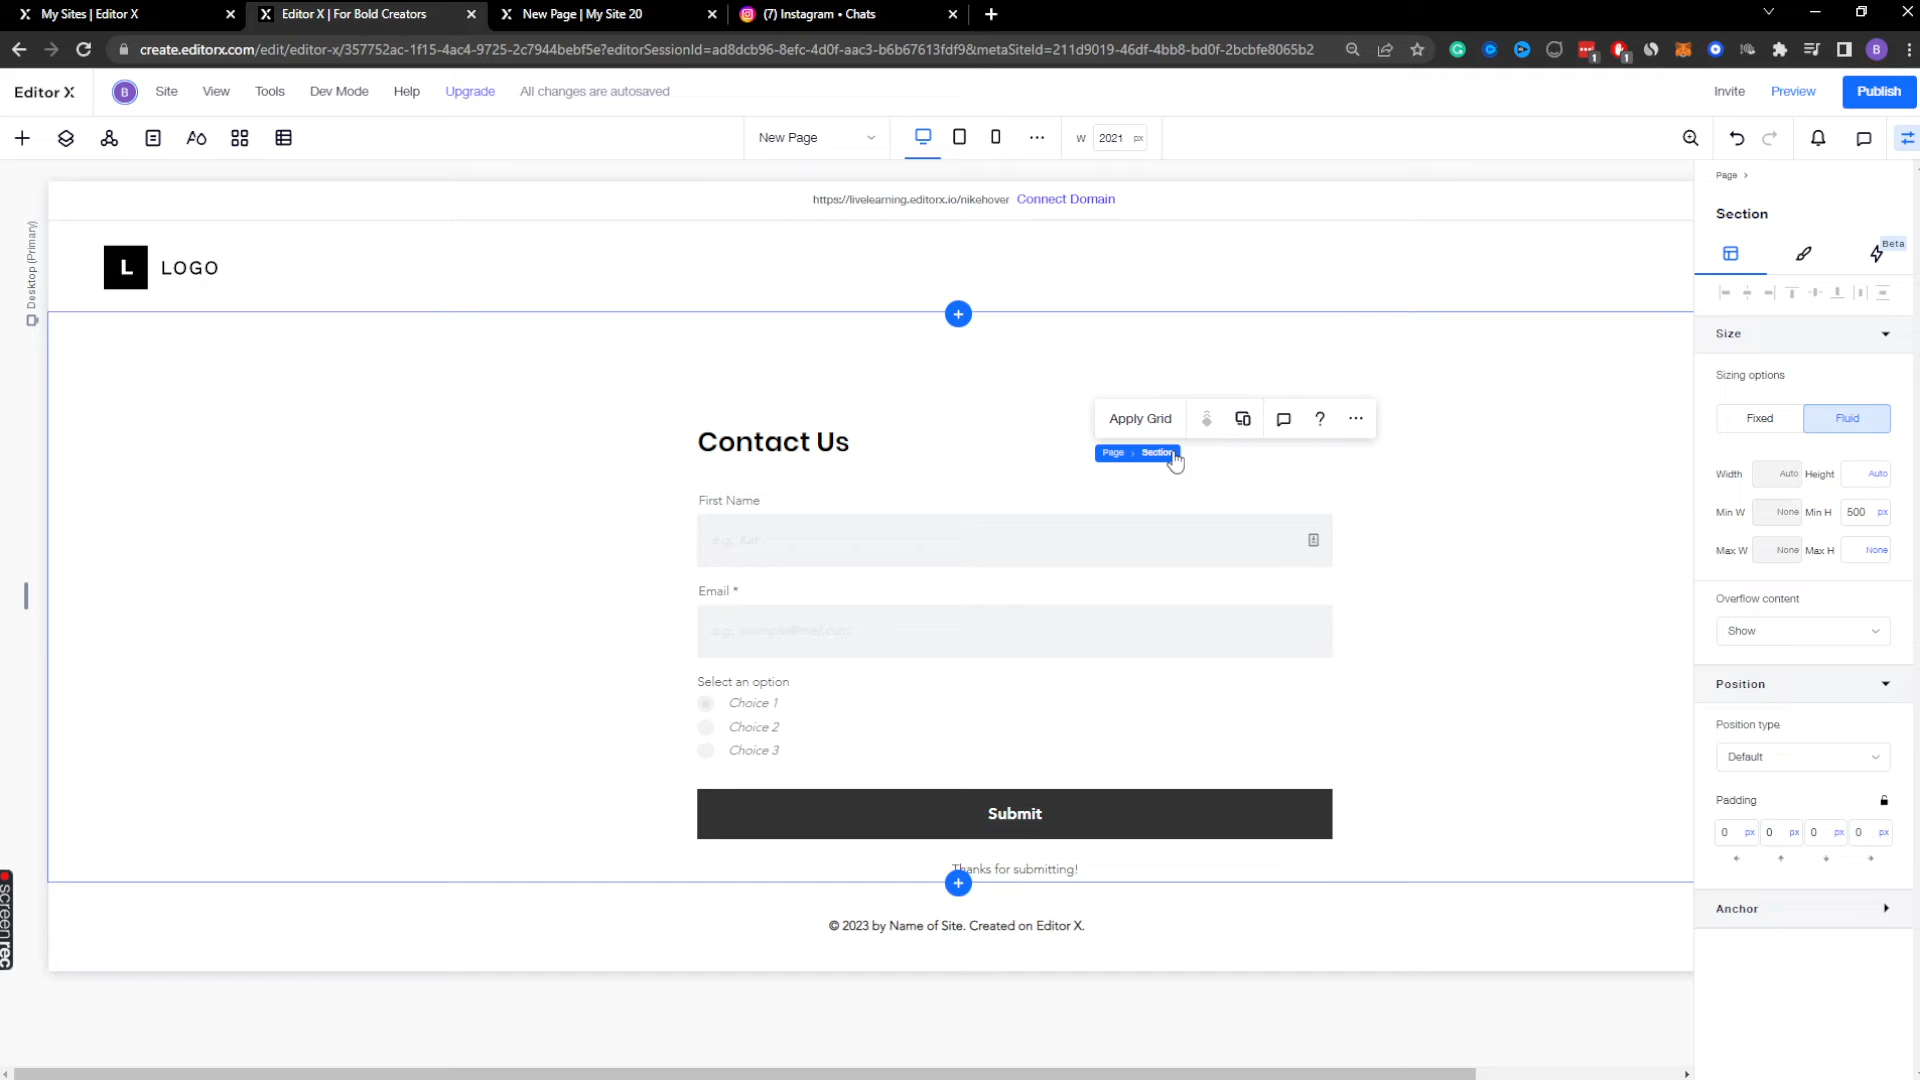 My Sites | Editor X
Editor X | For Bold Creators
New Page | My Site 20
(7) Instagram • Chats
create.editorx.com/edit/editor-x/357752ac-1f15-4ac4-9725-2c7944bebf5e?editorSessionId=ad8dcb96-8efc-4d0f-aac3-b6b67613fdf9&metaSiteId=211d9019-46df-4bb8-bd0f-2bcbfe8065b2
1
1
B
Editor X
B
Site
View
Tools
Dev Mode
Help
Upgrade
All changes are autosaved
Invite
Preview
Publish
New Page
W 2021 px
Page >
https://livelearning.editorx.io/nikehover Connect Domain
Section
Desktop (Primary)
Beta
L LOGO
Size
Sizing options
Apply Grid
Fixed
Fluid
Contact Us
Page > Section
Width Auto Height Auto
First Name
Min W None Min H 500 px
e.g., Kat
Max W None Max H None
Email *
Overflow content
e.g., example@mail.com
Show
Select an option
Position
Choice 1
Position type
Choice 2
Default
Choice 3
Padding
Submit
0 px 0 px 0 px 0 px
Thanks for submitting!
Anchor
screenrec
© 2023 by Name of Site. Created on Editor X.